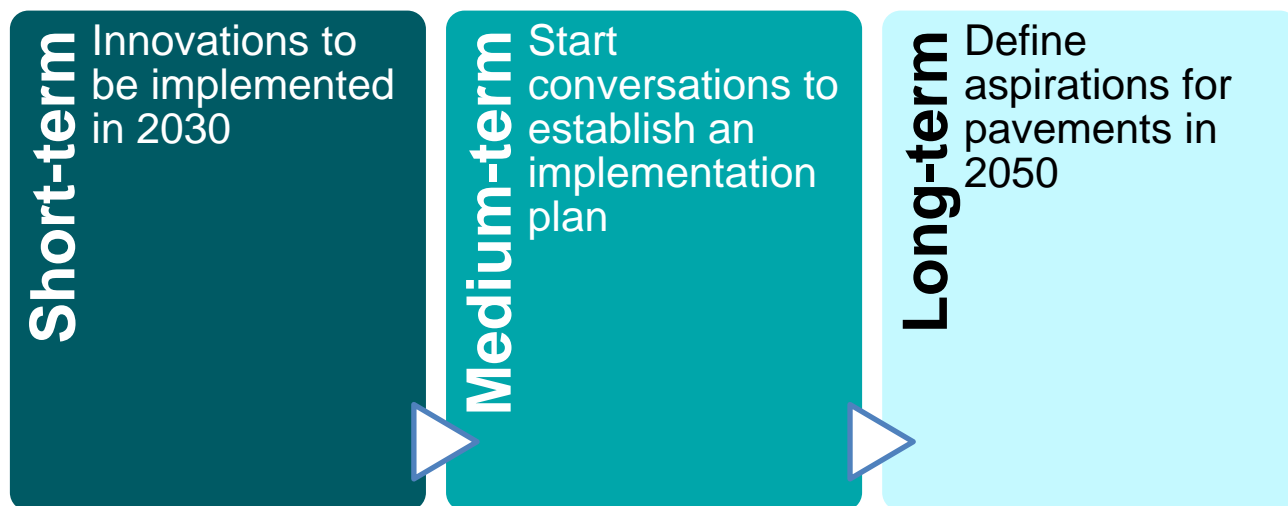 Short-term
Innovations to
be implemented
in 2030
Medium-term
Start
conversations to
establish an
implementation
plan
Long-term
Define
aspirations for
pavements in
2050